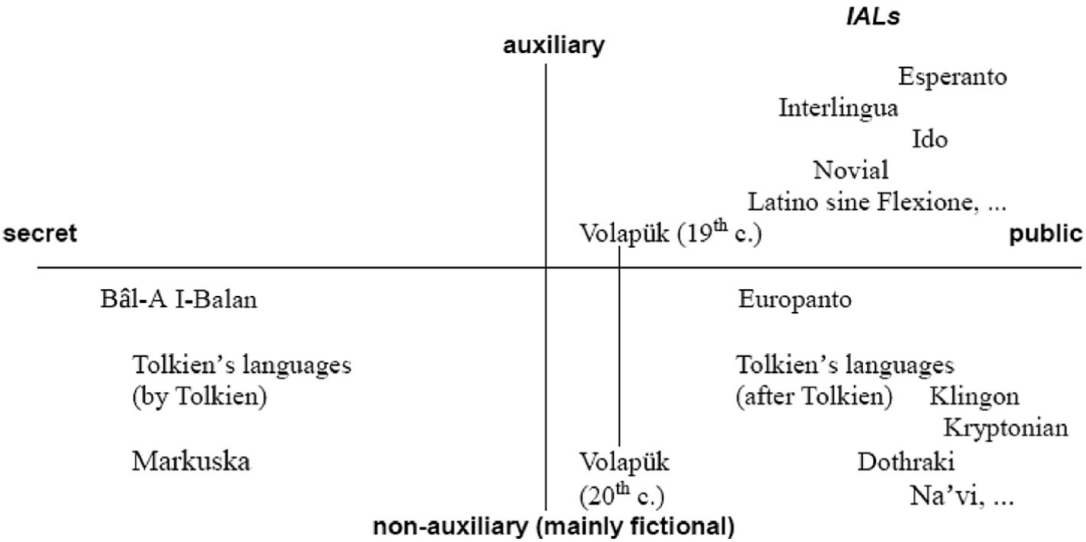 IALs
auxiliary
Esperanto
Interlingua
Ido
Novial
Latino sine Flexione, ...
secret
Volapük (19th c.)
public
Bâl-A I-Balan
Europanto
Tolkien’s languages
(by Tolkien)
Tolkien’s languages
(after Tolkien)
Klingon
Kryptonian
Markuska
Volapük
(20th c.)
Dothraki
Na’vi, ...
non-auxiliary (mainly fictional)